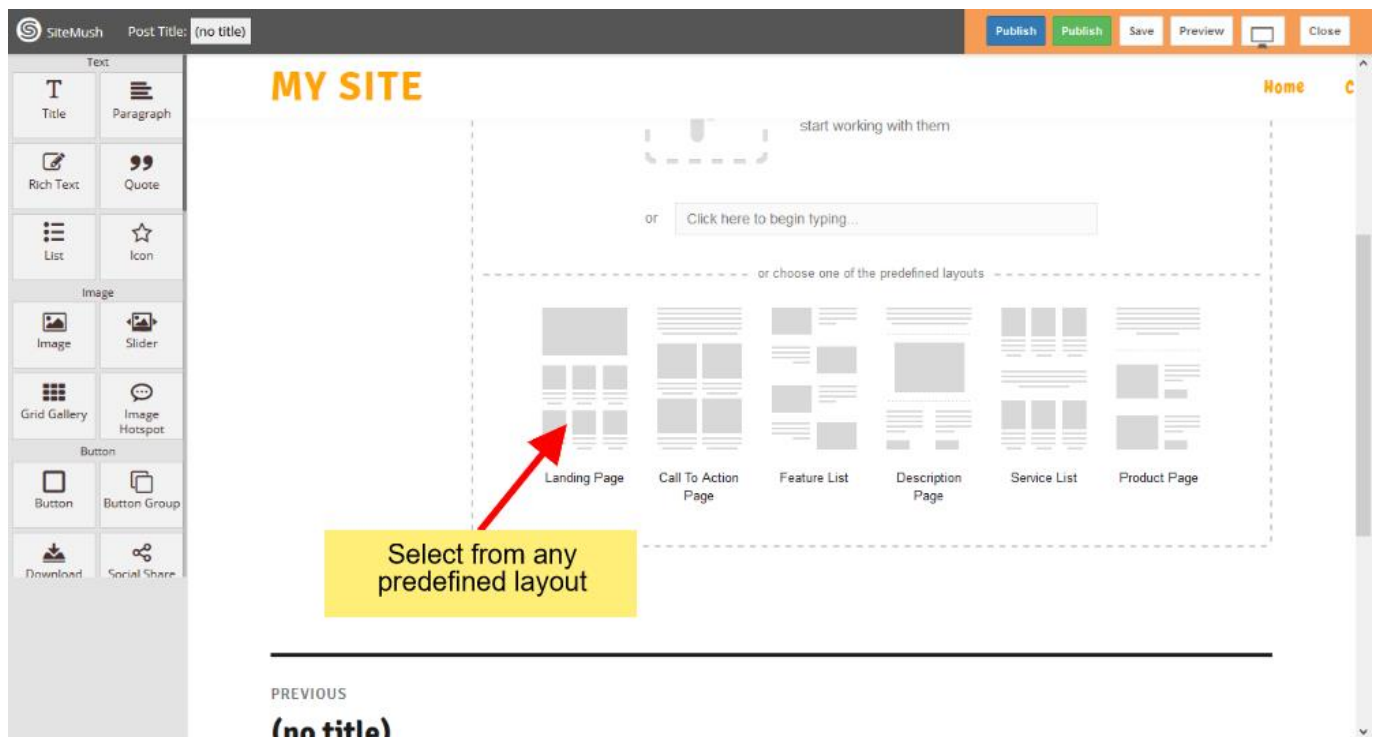 SiteMush Post Title: (no title) Publish Publish Save Preview Close
Text
Title Paragraph
Rich Text Quote
List Icon
Image
Image Slider
Grid Gallery Image
Hotspot
Button
Button Button Group
Download Social Share
MY SITE Home C
start working with them
or Click here to begin typing...
or choose one of the predefined layouts
Landing Page Call To Action Feature List Description Service List Product Page
Page Page
Select from any
predefined layout
PREVIOUS
(no title)